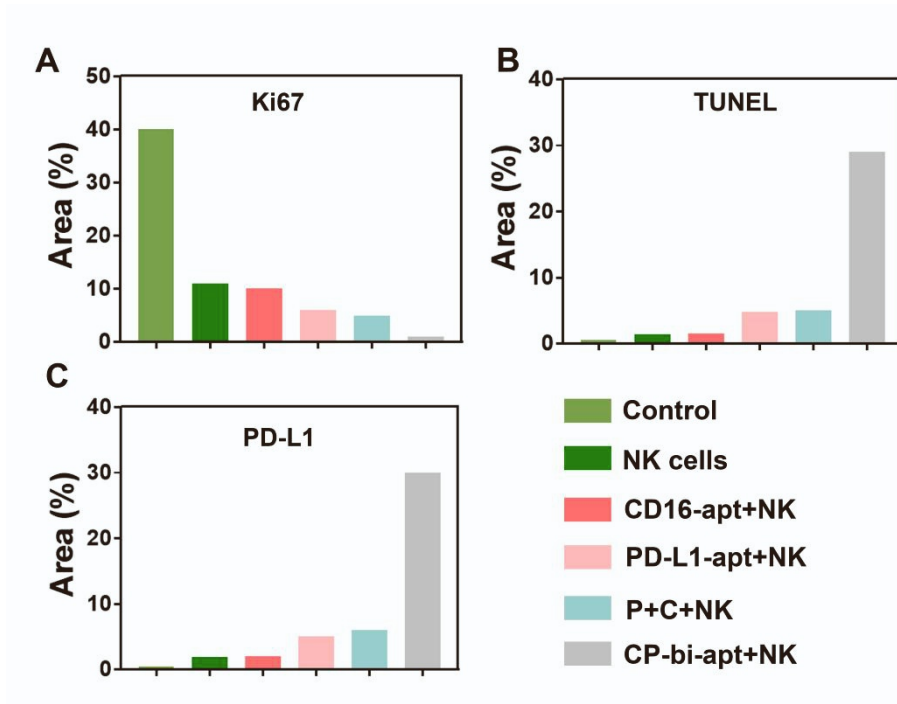 A
Ki67
Area (%)
50
40
30
20
10
0
B
TUNEL
Area (%)
40
30
20
10
0
C
PD-L1
Area (%)
40
30
20
10
0
Control
NK cells
CD16-apt+NK
PD-L1-apt+NK
P+C+NK
CP-bi-apt+NK